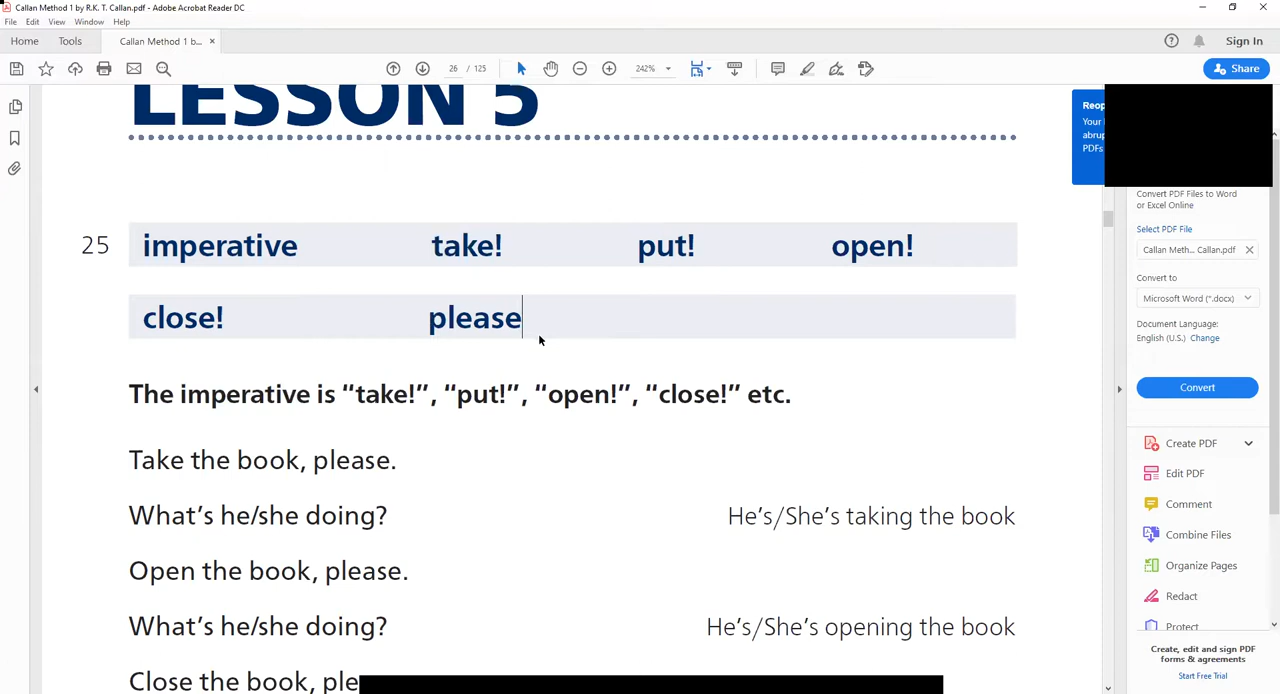 Callan Method 1 by R.K. T. Callan.pdf - Adobe Acrobat Reader DC
File Edit View Window Help
Home Tools Callan Method 1 b... × Sign In
26 / 125 242% Share
LESSON 5
Reop
Your
abrup
PDFs
Convert PDF Files to Word
or Excel Online
Select PDF File
Callan Meth... Callan.pdf
Convert to
Microsoft Word (*.docx)
Document Language:
English (U.S.) Change
Convert
Create PDF
Edit PDF
Comment
Combine Files
Organize Pages
Redact
Protect
Create, edit and sign PDF
forms & agreements
Start Free Trial
25 imperative take! put! open!
close! please
The imperative is “take!”, “put!”, “open!”, “close!” etc.
Take the book, please.
What’s he/she doing? He’s/She’s taking the book
Open the book, please.
What’s he/she doing? He’s/She’s opening the book
Close the book, ple